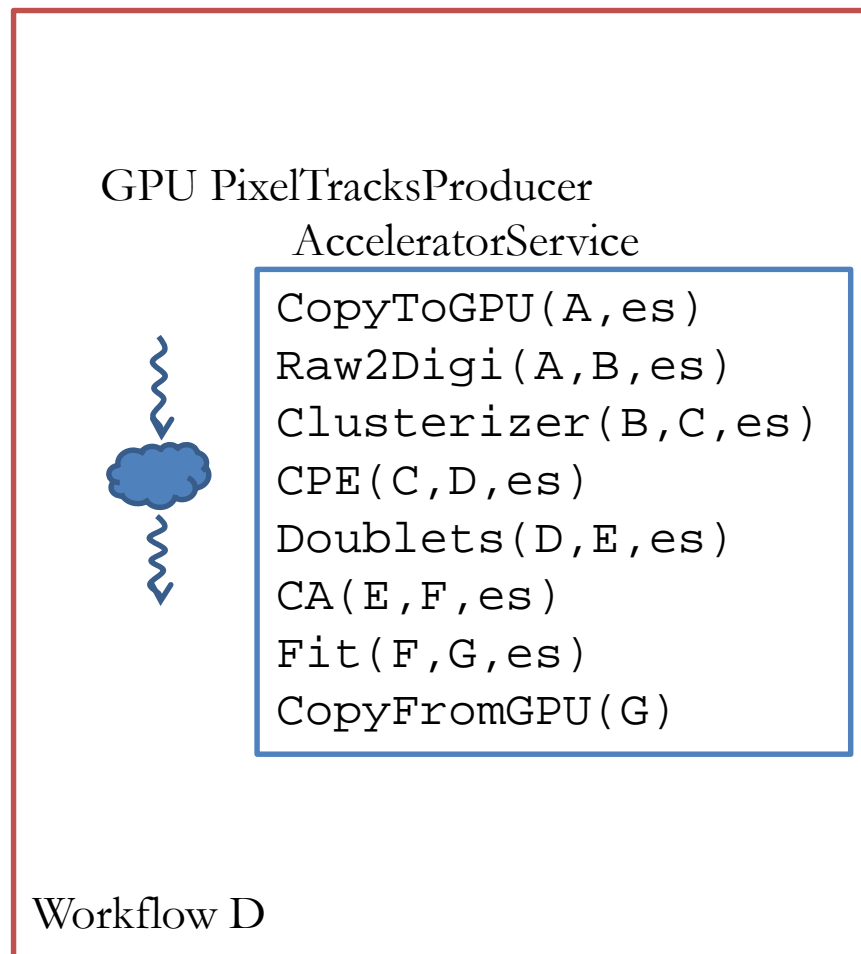 GPU PixelTracksProducer
AcceleratorService
CopyToGPU(A,es)
Raw2Digi(A,B,es)
Clusterizer(B,C,es)
CPE(C,D,es)
Doublets(D,E,es)
CA(E,F,es)
Fit(F,G,es)
CopyFromGPU(G)
Workflow D